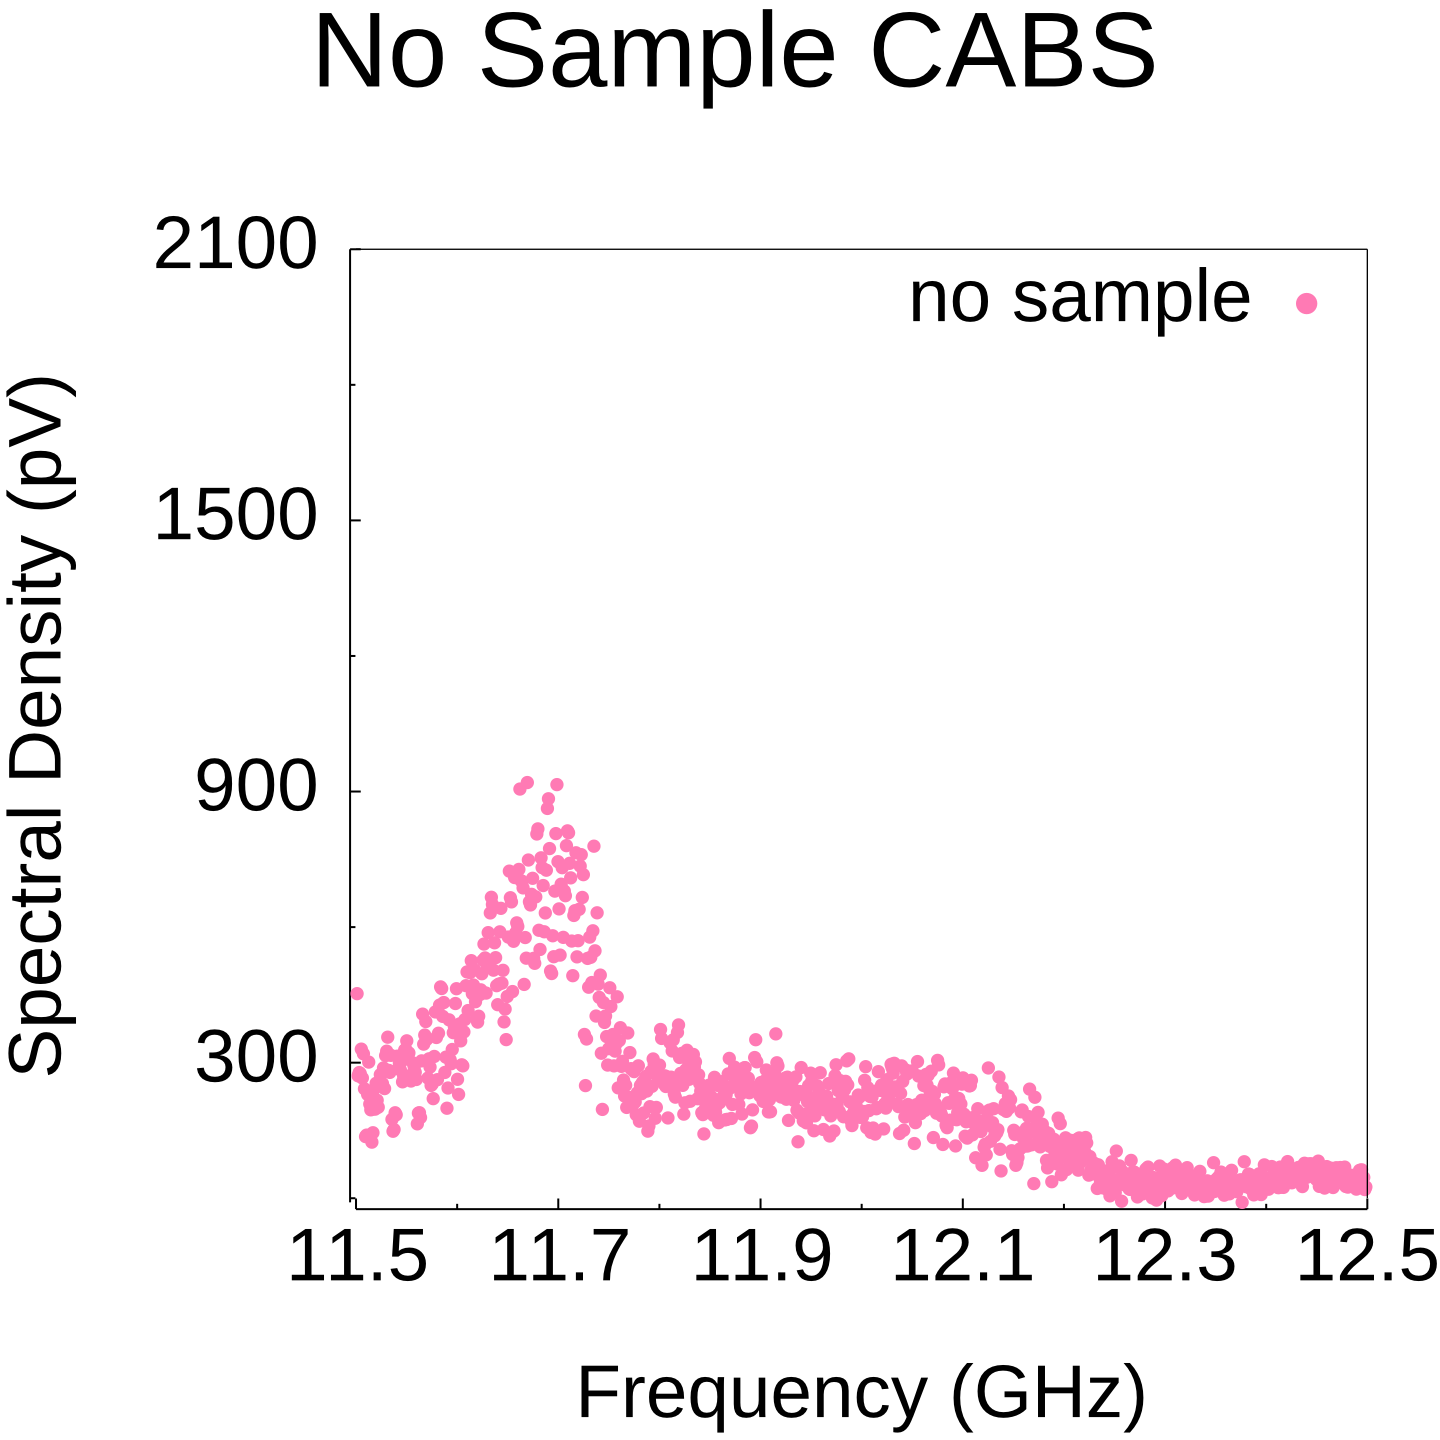 No Sample CABS
2100
no sample
1500
900
300
Spectral Density (pV)
11.5 11.7 11.9 12.1 12.3 12.5
Frequency (GHz)